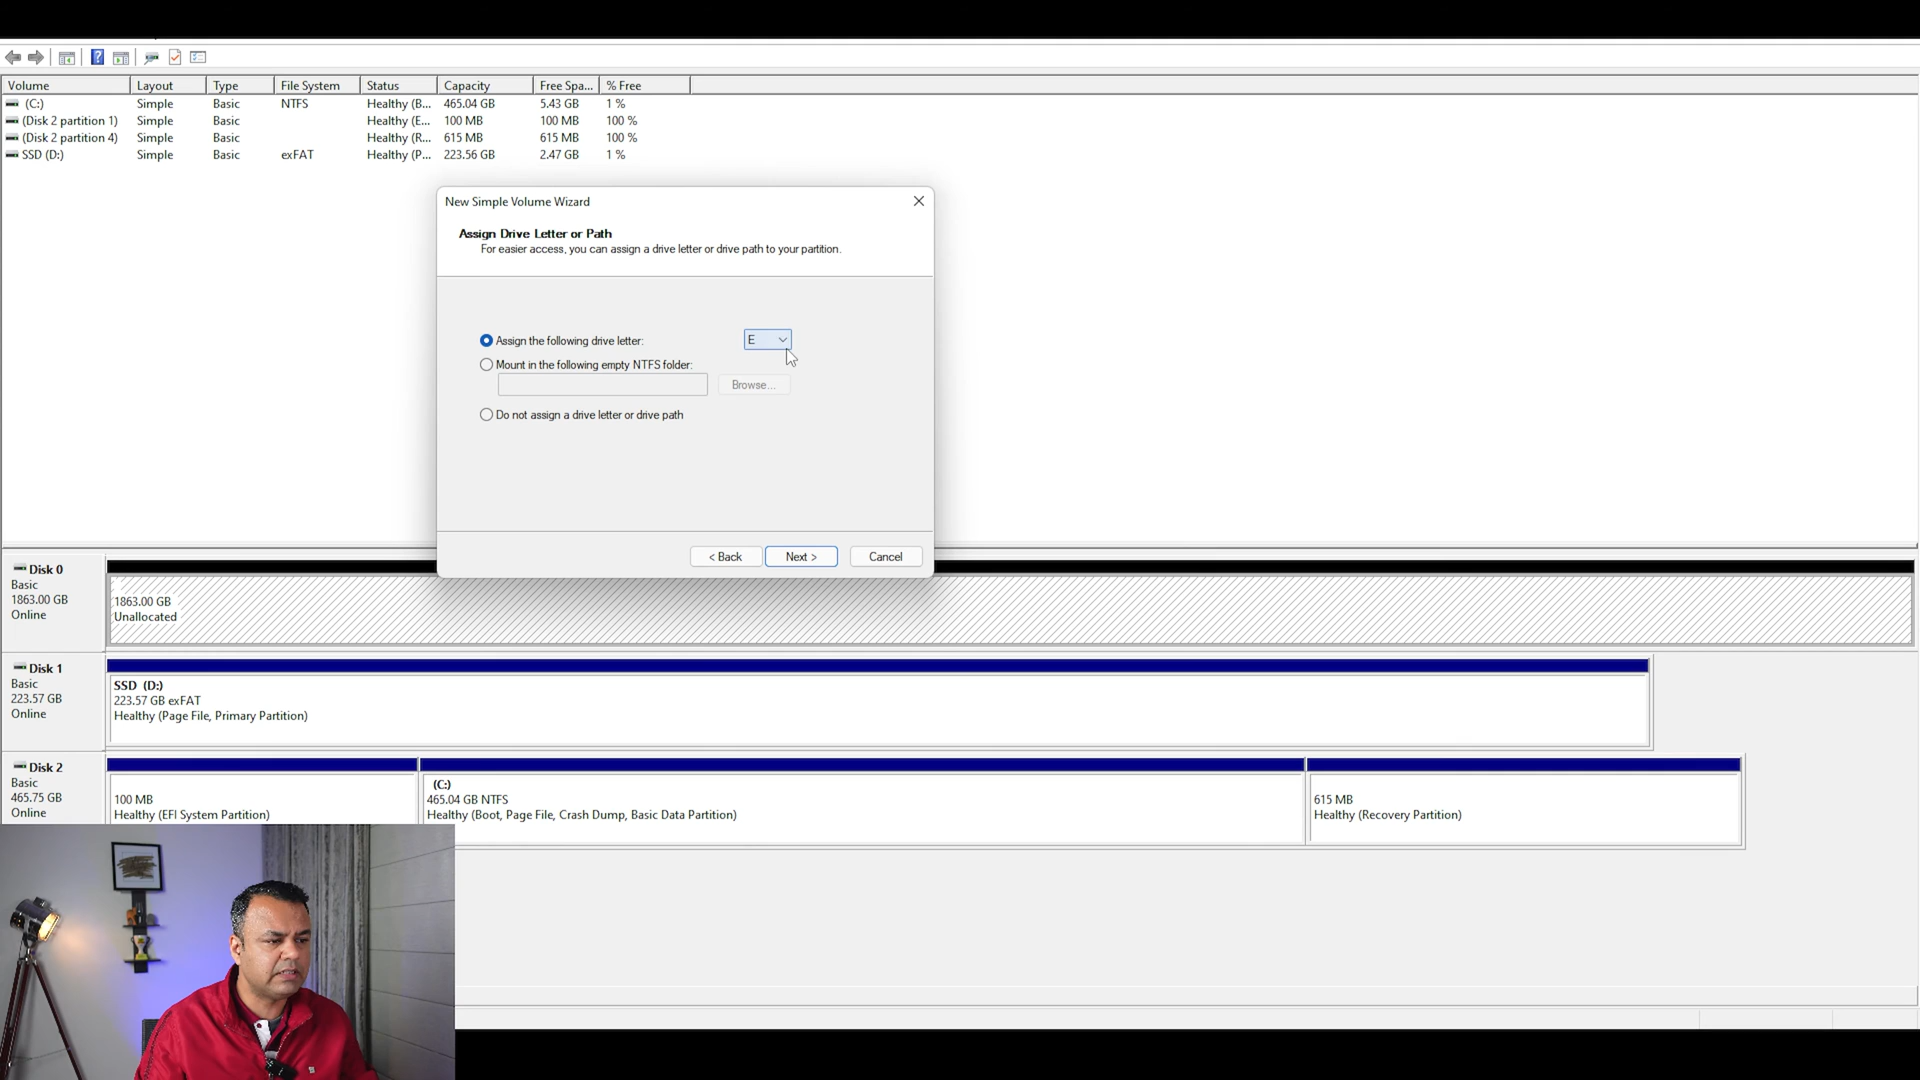 Volume Layout Type File System Status Capacity Free Spa... % Free
(C:) Simple Basic NTFS Healthy (B... 465.04 GB 5.43 GB 1 %
(Disk 2 partition 1) Simple Basic Healthy (E... 100 MB 100 MB 100 %
(Disk 2 partition 4) Simple Basic Healthy (R... 615 MB 615 MB 100 %
SSD (D:) Simple Basic exFAT Healthy (P... 223.56 GB 2.47 GB 1 %
New Simple Volume Wizard
Assign Drive Letter or Path
For easier access, you can assign a drive letter or drive path to your partition.
Assign the following drive letter: E
Mount in the following empty NTFS folder:
Browse...
Do not assign a drive letter or drive path
< Back Next > Cancel
Disk 0
Basic
1863.00 GB
Online
1863.00 GB
Unallocated
Disk 1
Basic
223.57 GB
Online
SSD (D:)
223.57 GB exFAT
Healthy (Page File, Primary Partition)
Disk 2
Basic
465.75 GB
Online
100 MB
Healthy (EFI System Partition)
(C:)
465.04 GB NTFS
Healthy (Boot, Page File, Crash Dump, Basic Data Partition)
615 MB
Healthy (Recovery Partition)